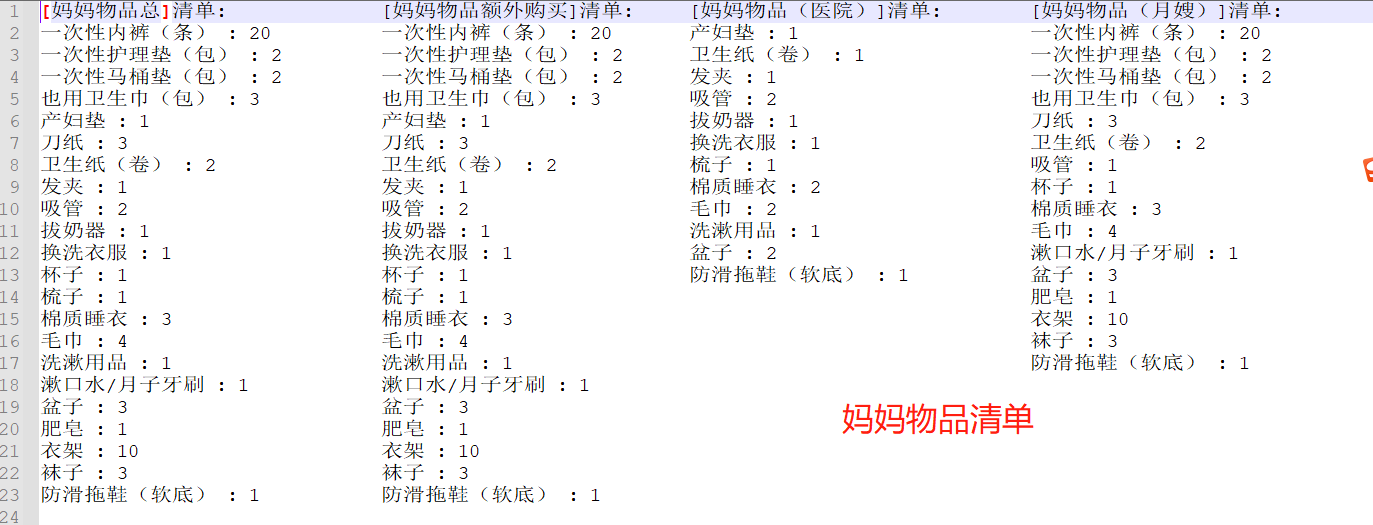 1 [妈妈物品总]清单: [妈妈物品额外购买]清单: [妈妈物品（医院）]清单: [妈妈物品（月嫂）]清单:
2 一次性内裤（条） : 20 一次性内裤（条） : 20 产妇垫 : 1 一次性内裤（条） : 20
3 一次性护理垫（包） : 2 一次性护理垫（包） : 2 卫生纸（卷） : 1 一次性护理垫（包） : 2
4 一次性马桶垫（包） : 2 一次性马桶垫（包） : 2 发夹 : 1 一次性马桶垫（包） : 2
5 也用卫生巾（包） : 3 也用卫生巾（包） : 3 吸管 : 2 也用卫生巾（包） : 3
6 产妇垫 : 1 产妇垫 : 1 拔奶器 : 1 刀纸 : 3
7 刀纸 : 3 刀纸 : 3 换洗衣服 : 1 卫生纸（卷） : 2
8 卫生纸（卷） : 2 卫生纸（卷） : 2 梳子 : 1 吸管 : 1
9 发夹 : 1 发夹 : 1 棉质睡衣 : 2 杯子 : 1
10 吸管 : 2 吸管 : 2 毛巾 : 2 棉质睡衣 : 3
11 拔奶器 : 1 拔奶器 : 1 洗漱用品 : 1 毛巾 : 4
12 换洗衣服 : 1 换洗衣服 : 1 盆子 : 2 漱口水/月子牙刷 : 1
13 杯子 : 1 杯子 : 1 防滑拖鞋（软底） : 1 盆子 : 3
14 梳子 : 1 梳子 : 1 肥皂 : 1
15 棉质睡衣 : 3 棉质睡衣 : 3 衣架 : 10
16 毛巾 : 4 毛巾 : 4 袜子 : 3
17 洗漱用品 : 1 洗漱用品 : 1 防滑拖鞋（软底） : 1
18 漱口水/月子牙刷 : 1 漱口水/月子牙刷 : 1
19 盆子 : 3 盆子 : 3
妈妈物品清单
20 肥皂 : 1 肥皂 : 1
21 衣架 : 10 衣架 : 10
22 袜子 : 3 袜子 : 3
23 防滑拖鞋（软底） : 1 防滑拖鞋（软底） : 1
24